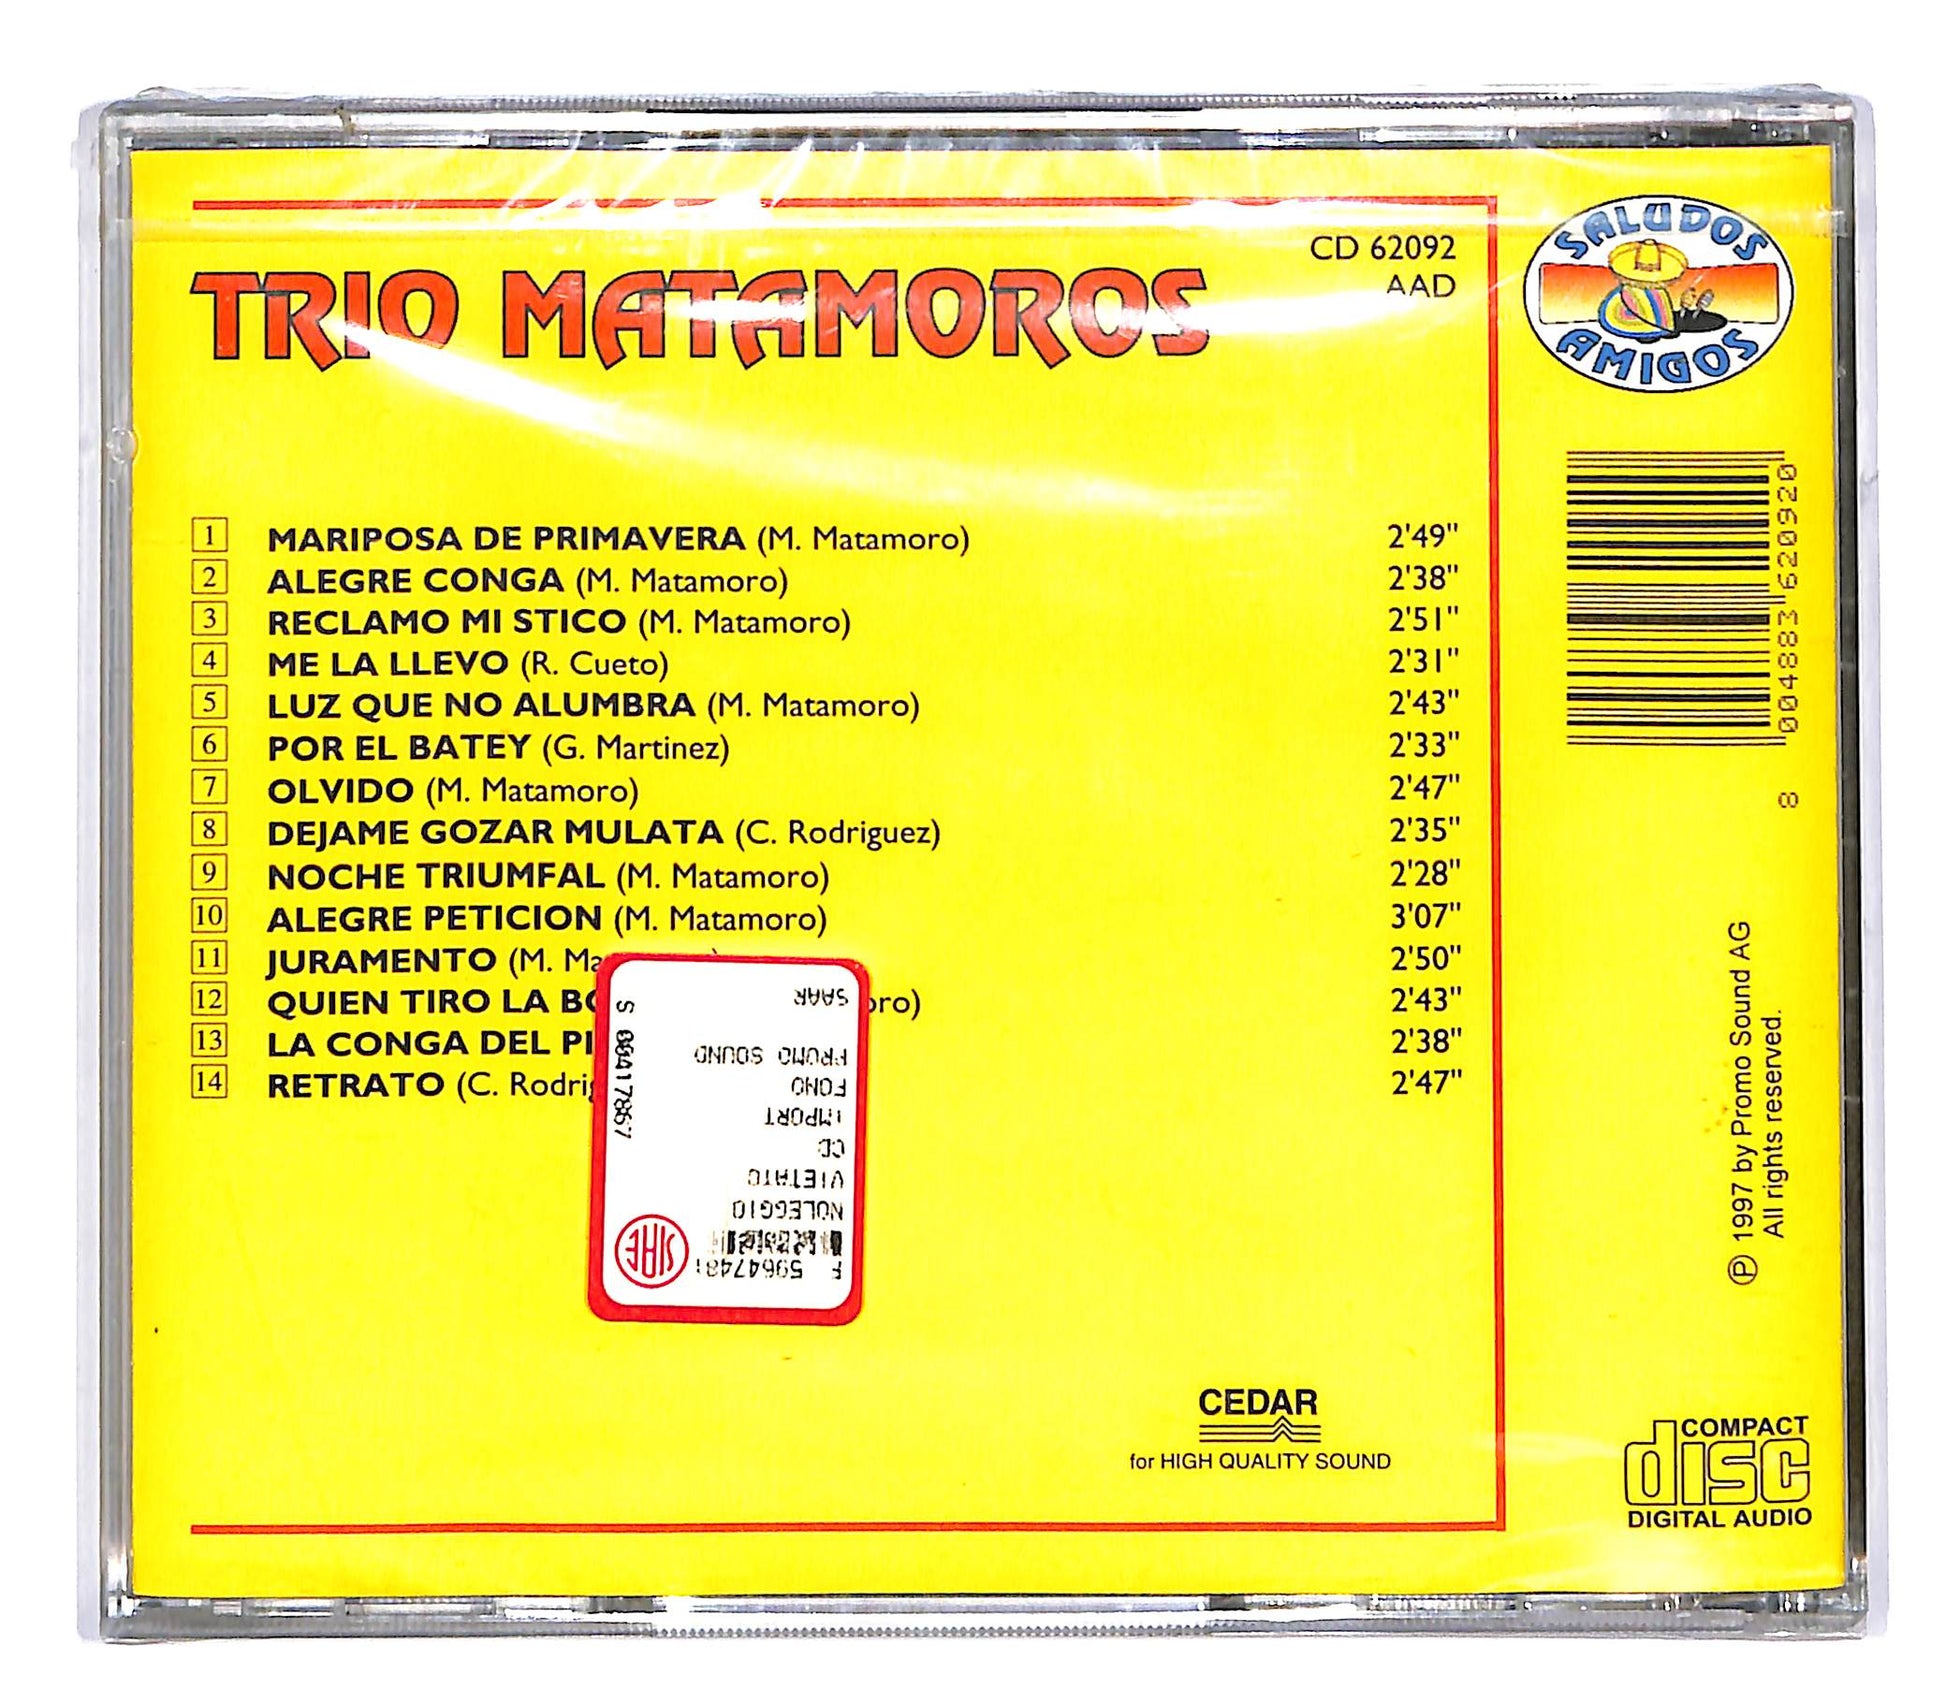 CD 62092
AAD
TRIO MATAMOROS
SALUDOS
AMIGOS
1 MARIPOSA DE PRIMAVERA (M. Matamoro) 2'49"
2 ALEGRE CONGA (M. Matamoro) 2'38"
3 RECLAMO MI STICO (M. Matamoro) 2'51"
4 ME LA LLEVO (R. Cueto) 2'31"
5 LUZ QUE NO ALUMBRA (M. Matamoro) 2'43"
6 POR EL BATEY (G. Martinez) 2'33"
7 OLVIDO (M. Matamoro) 2'47"
8 DEJAME GOZAR MULATA (C. Rodriguez) 2'35"
9 NOCHE TRIUMFAL (M. Matamoro) 2'28"
10 ALEGRE PETICION (M. Matamoro) 3'07"
11 JURAMENTO (M. 2'50"
12 QUIEN TIRO LA 2'43"
13 LA CONGA DEL 2'38"
14 RETRATO (C. 2'47"
SAAR
PROMO SOUND
FONO
IMPORT
CD
VIETATO
NOLEGGIO
SIAE
S 004178567
8 004883 620920
℗ 1997 by Promo Sound AG
All rights reserved.
CEDAR
for HIGH QUALITY SOUND
COMPACT
disc
DIGITAL AUDIO